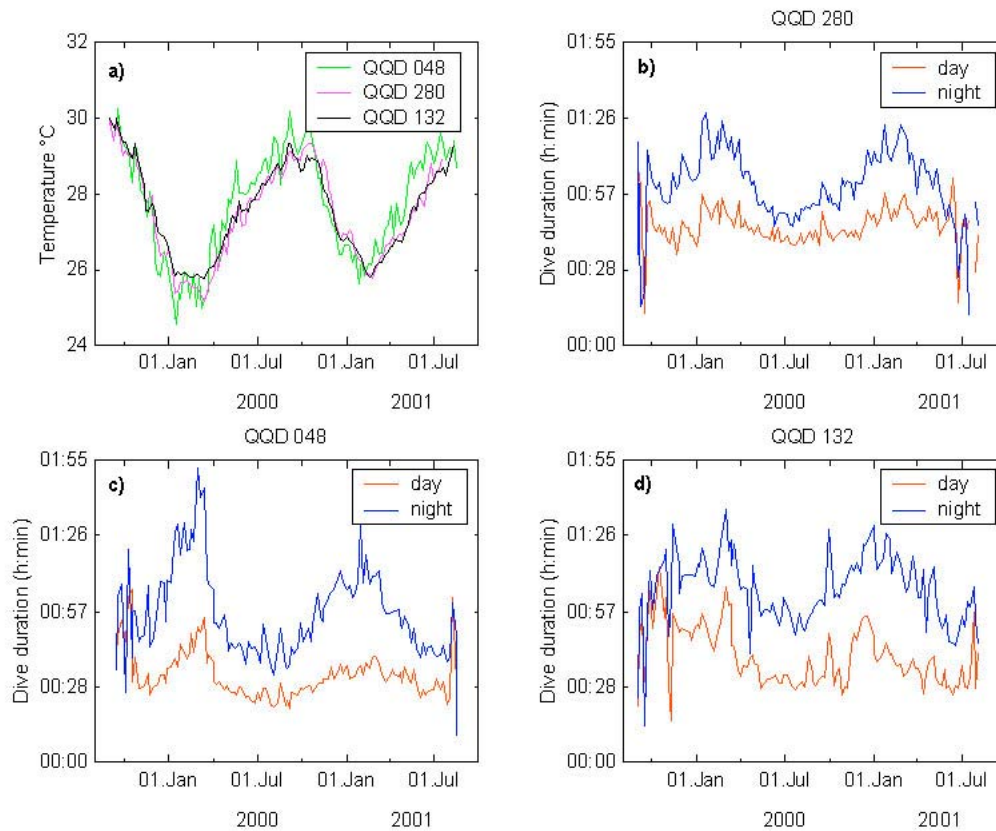 a)
QQD 048
QQD 280
QQD 132
Temperature °C
32
30
28
26
24
01.Jan 01.Jul 01.Jan 01.Jul
2000 2001
QQD 280
b)
day
night
Dive duration (h:min)
01:55
01:28
00:57
00:28
00:00
01.Jan 01.Jul 01.Jan 01.Jul
2000 2001
QQD 048
c)
day
night
Dive duration (h:min)
01:55
01:26
00:57
00:28
00:00
01.Jan 01.Jul 01.Jan 01.Jul
2000 2001
QQD 132
d)
day
night
Dive duration (h:min)
01:55
01:26
00:57
00:28
00:00
01.Jan 01.Jul 01.Jan 01.Jul
2000 2001